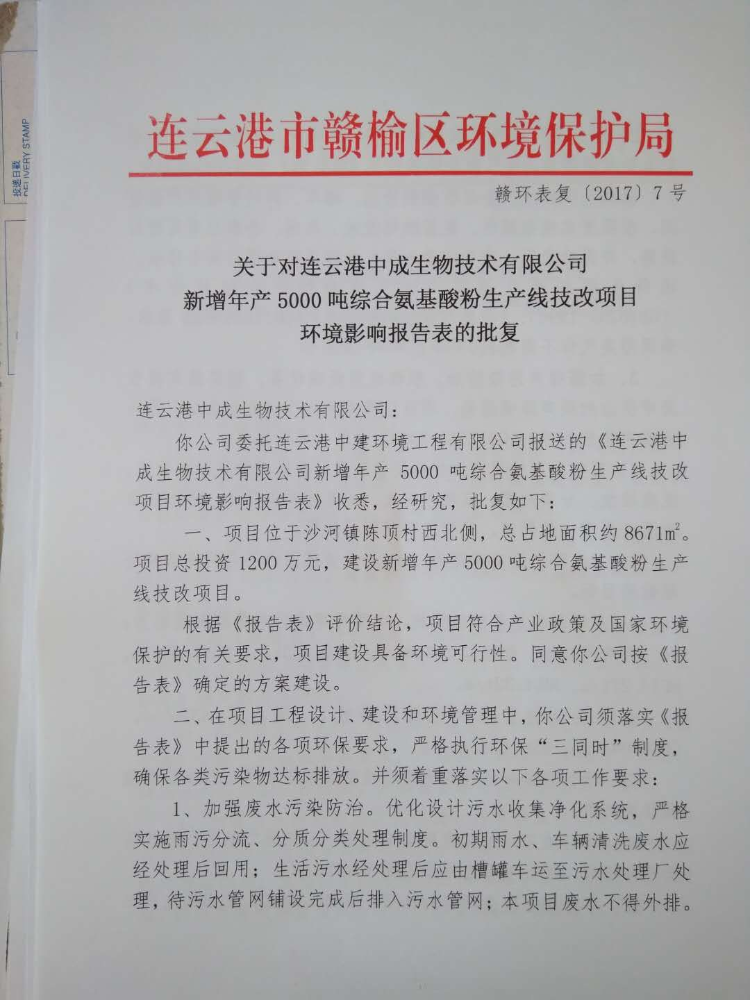 投递日戳
DELIVERY STAMP
连云港市赣榆区环境保护局
赣环表复〔2017〕7号
关于对连云港中成生物技术有限公司
新增年产 5000 吨综合氨基酸粉生产线技改项目
环境影响报告表的批复
连云港中成生物技术有限公司：
你公司委托连云港中建环境工程有限公司报送的《连云港中
成生物技术有限公司新增年产 5000 吨综合氨基酸粉生产线技改
项目环境影响报告表》收悉，经研究，批复如下：
一、项目位于沙河镇陈顶村西北侧，总占地面积约 8671m²。
项目总投资 1200 万元，建设新增年产 5000 吨综合氨基酸粉生产
线技改项目。
根据《报告表》评价结论，项目符合产业政策及国家环境
保护的有关要求，项目建设具备环境可行性。同意你公司按《报
告表》确定的方案建设。
二、在项目工程设计、建设和环境管理中，你公司须落实《报
告表》中提出的各项环保要求，严格执行环保“三同时”制度，
确保各类污染物达标排放。并须着重落实以下各项工作要求：
1、加强废水污染防治。优化设计污水收集净化系统，严格
实施雨污分流、分质分类处理制度。初期雨水、车辆清洗废水应
经处理后回用；生活污水经处理后应由槽罐车运至污水处理厂处
理，待污水管网铺设完成后排入污水管网；本项目废水不得外排。